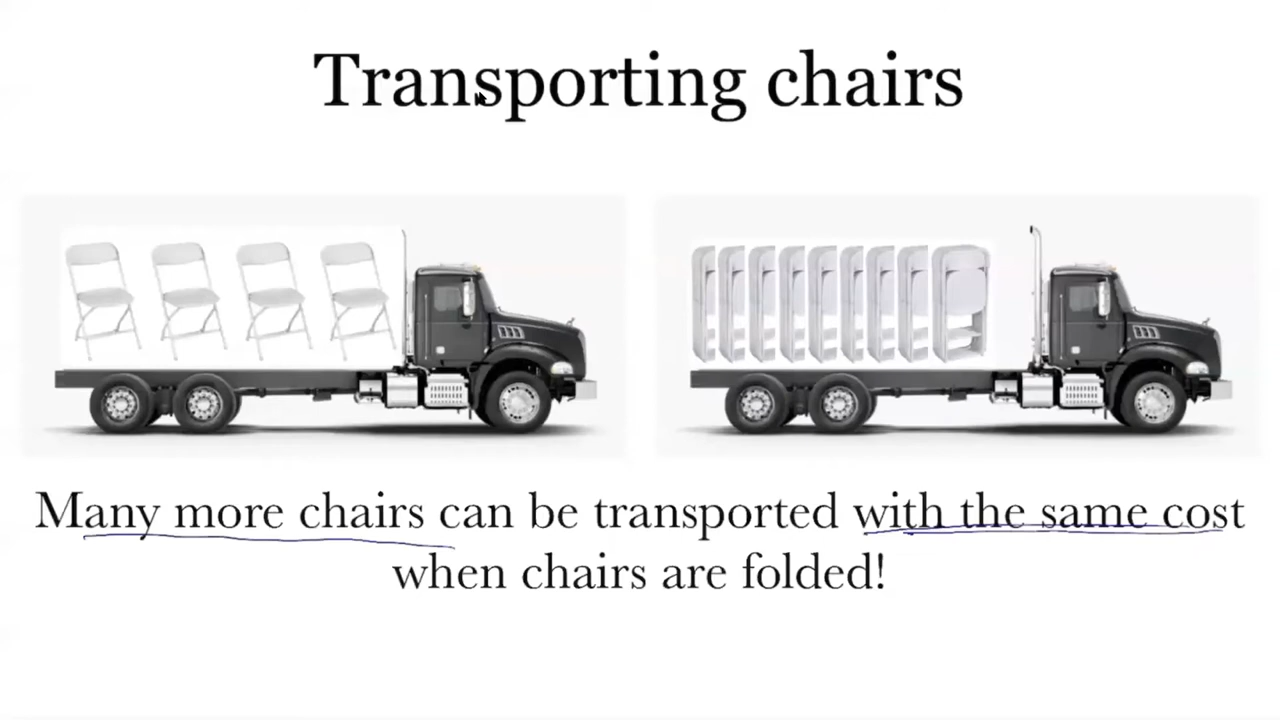 Transporting chairs
Many more chairs can be transported with the same cost
when chairs are folded!